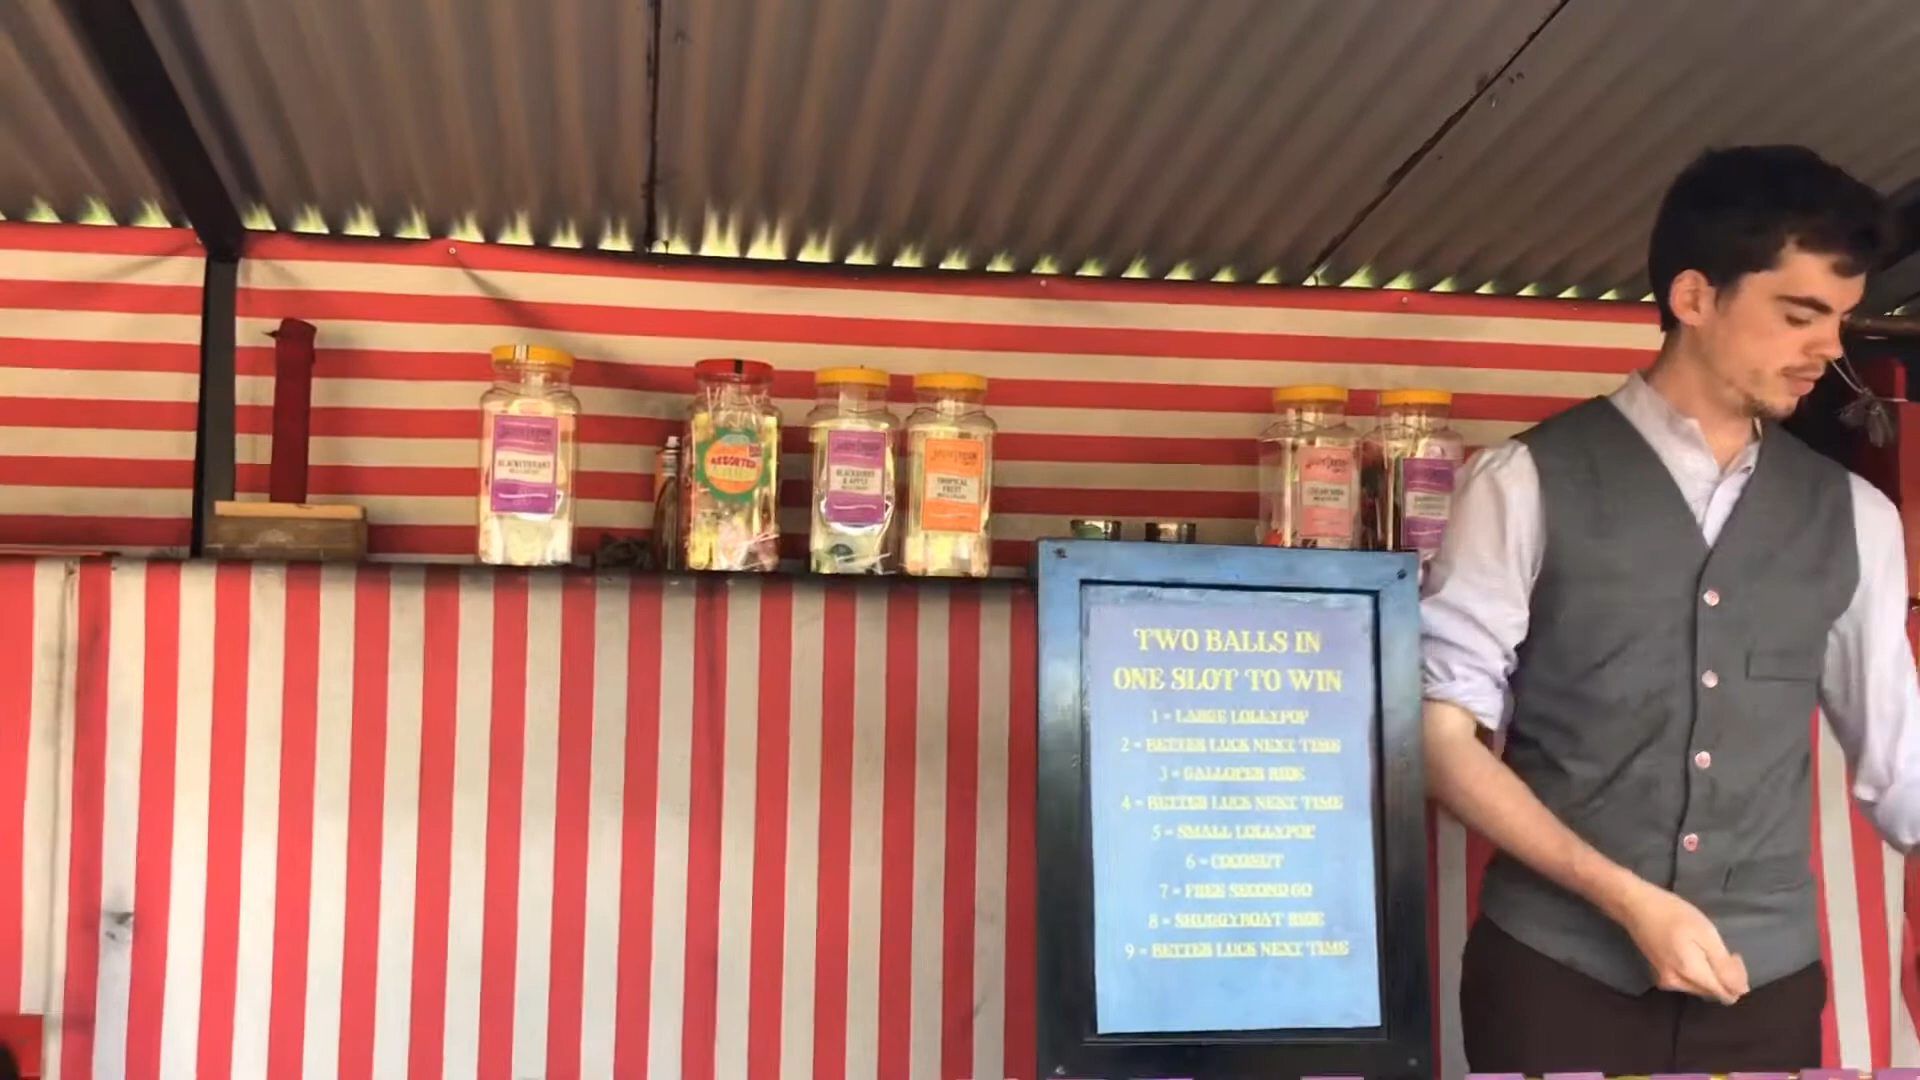 BLACKCURRANT
ASSORTED
BLACKBERRY
& APPLE
TROPICAL
FRUIT
TWO BALLS IN
ONE SLOT TO WIN
1 - LARGE LOLLYPOP
2 - BETTER LUCK NEXT TIME
3 - GALLOPER RIDE
4 - BETTER LUCK NEXT TIME
5 - SMALL LOLLYPOP
6 - COCONUT
7 - FREE SECOND GO
8 - SHUGGYBOAT RIDE
9 - BETTER LUCK NEXT TIME